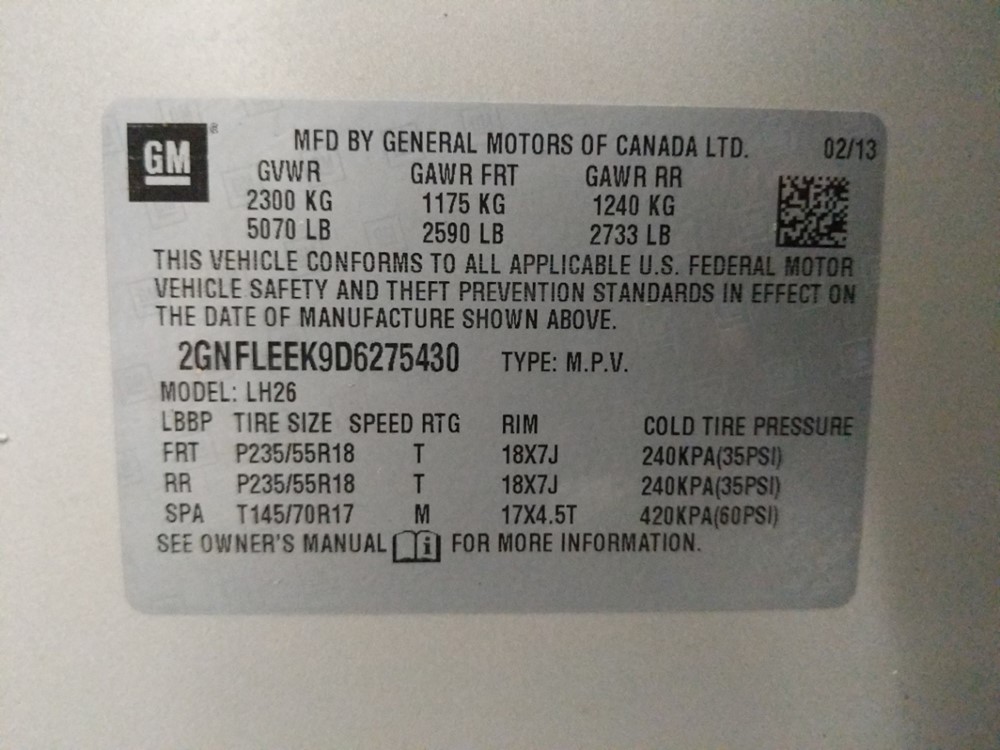 GM®
MFD BY GENERAL MOTORS OF CANADA LTD. 02/13
GVWR GAWR FRT GAWR RR
2300 KG 1175 KG 1240 KG
5070 LB 2590 LB 2733 LB
THIS VEHICLE CONFORMS TO ALL APPLICABLE U.S. FEDERAL MOTOR
VEHICLE SAFETY AND THEFT PREVENTION STANDARDS IN EFFECT ON
THE DATE OF MANUFACTURE SHOWN ABOVE.
2GNFLEEK9D6275430 TYPE: M.P.V.
MODEL: LH26
LBBP TIRE SIZE SPEED RTG RIM COLD TIRE PRESSURE
FRT P235/55R18 T 18X7J 240KPA(35PSI)
RR P235/55R18 T 18X7J 240KPA(35PSI)
SPA T145/70R17 M 17X4.5T 420KPA(60PSI)
SEE OWNER'S MANUAL i FOR MORE INFORMATION.